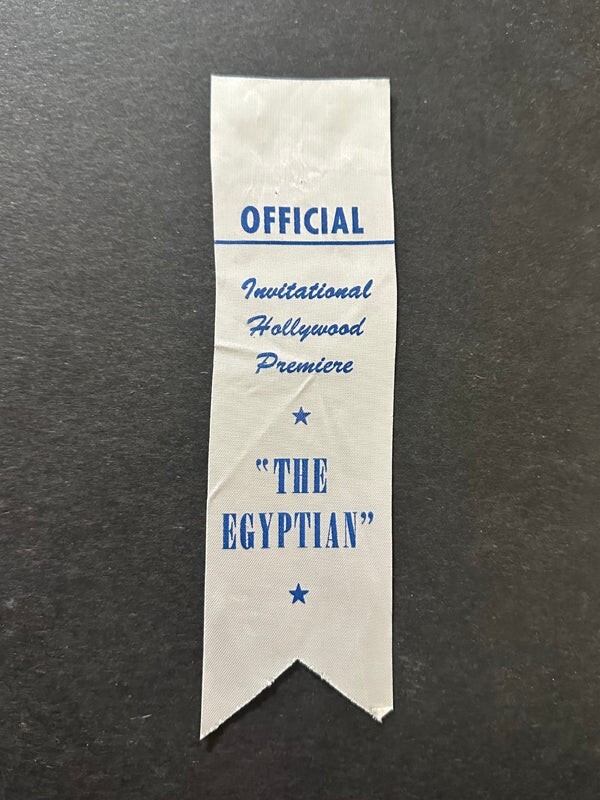 OFFICIAL
Invitational
Hollywood
Premiere
“THE
EGYPTIAN”